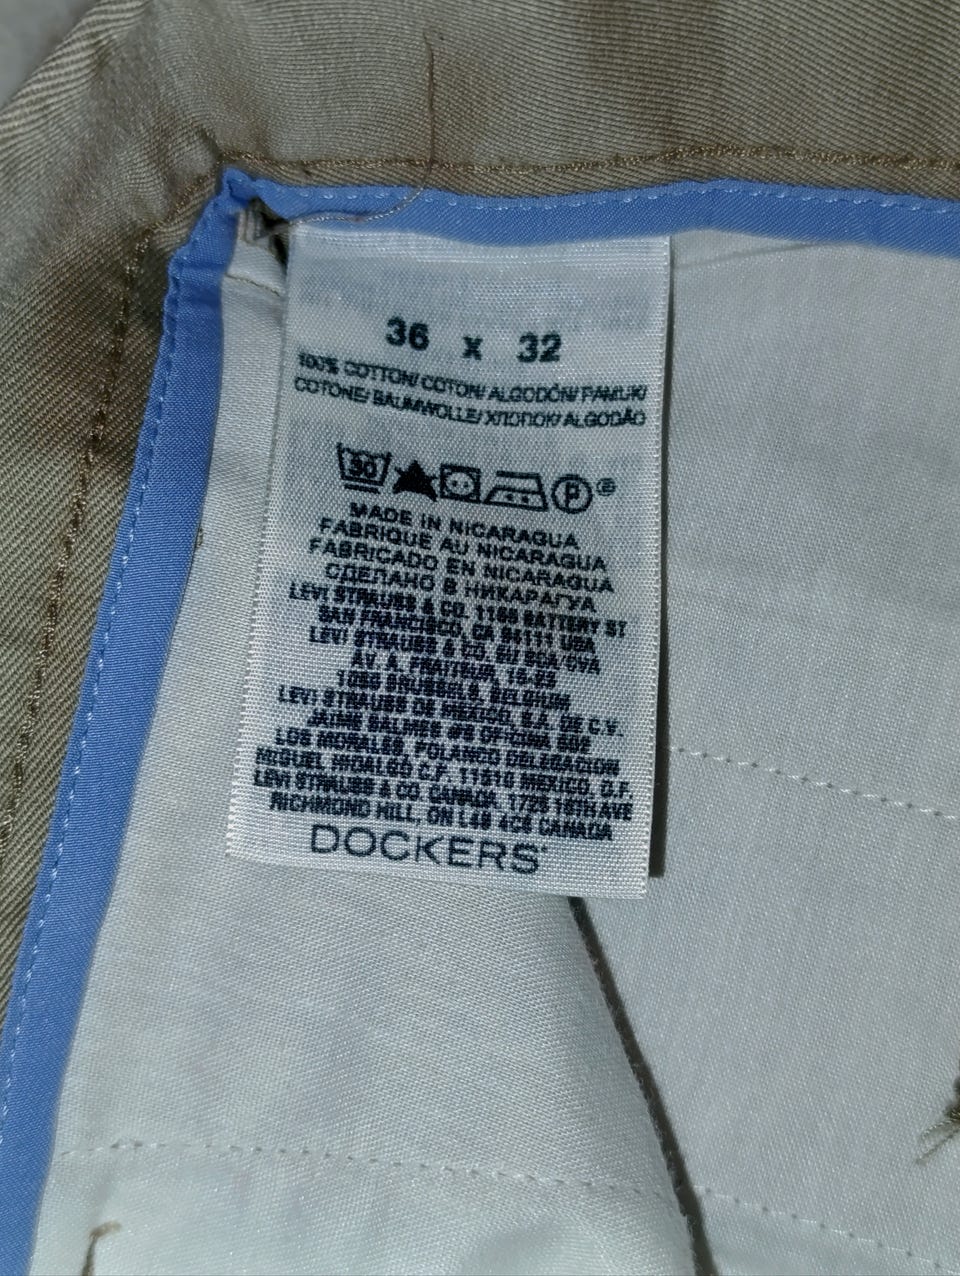 36 x 32
100% COTTON/ COTON/ ALGODÓN/ PAMUK/
COTONE/ BAUMWOLLE/ ХЛОПОК/ ALGODÃO
30
P
MADE IN NICARAGUA
FABRIQUE AU NICARAGUA
FABRICADO EN NICARAGUA
СДЕЛАНО В НИКАРАГУА
LEVI STRAUSS & CO. 1155 BATTERY ST
SAN FRANCISCO, CA 94111 USA
LEVI STRAUSS & CO. EU SCA/CVA
AV. A. FRAITEUR, 15-23
1050 BRUSSELS, BELGIUM
LEVI STRAUSS DE MEXICO, S.A. DE C.V.
JAIME BALMES #8 OFICINA 502
LOS MORALES, POLANCO DELEGACION
MIGUEL HIDALGO C.P. 11510 MEXICO, D.F.
LEVI STRAUSS & CO. CANADA, 1725 16TH AVE
RICHMOND HILL, ON L4B 4C6 CANADA
DOCKERS